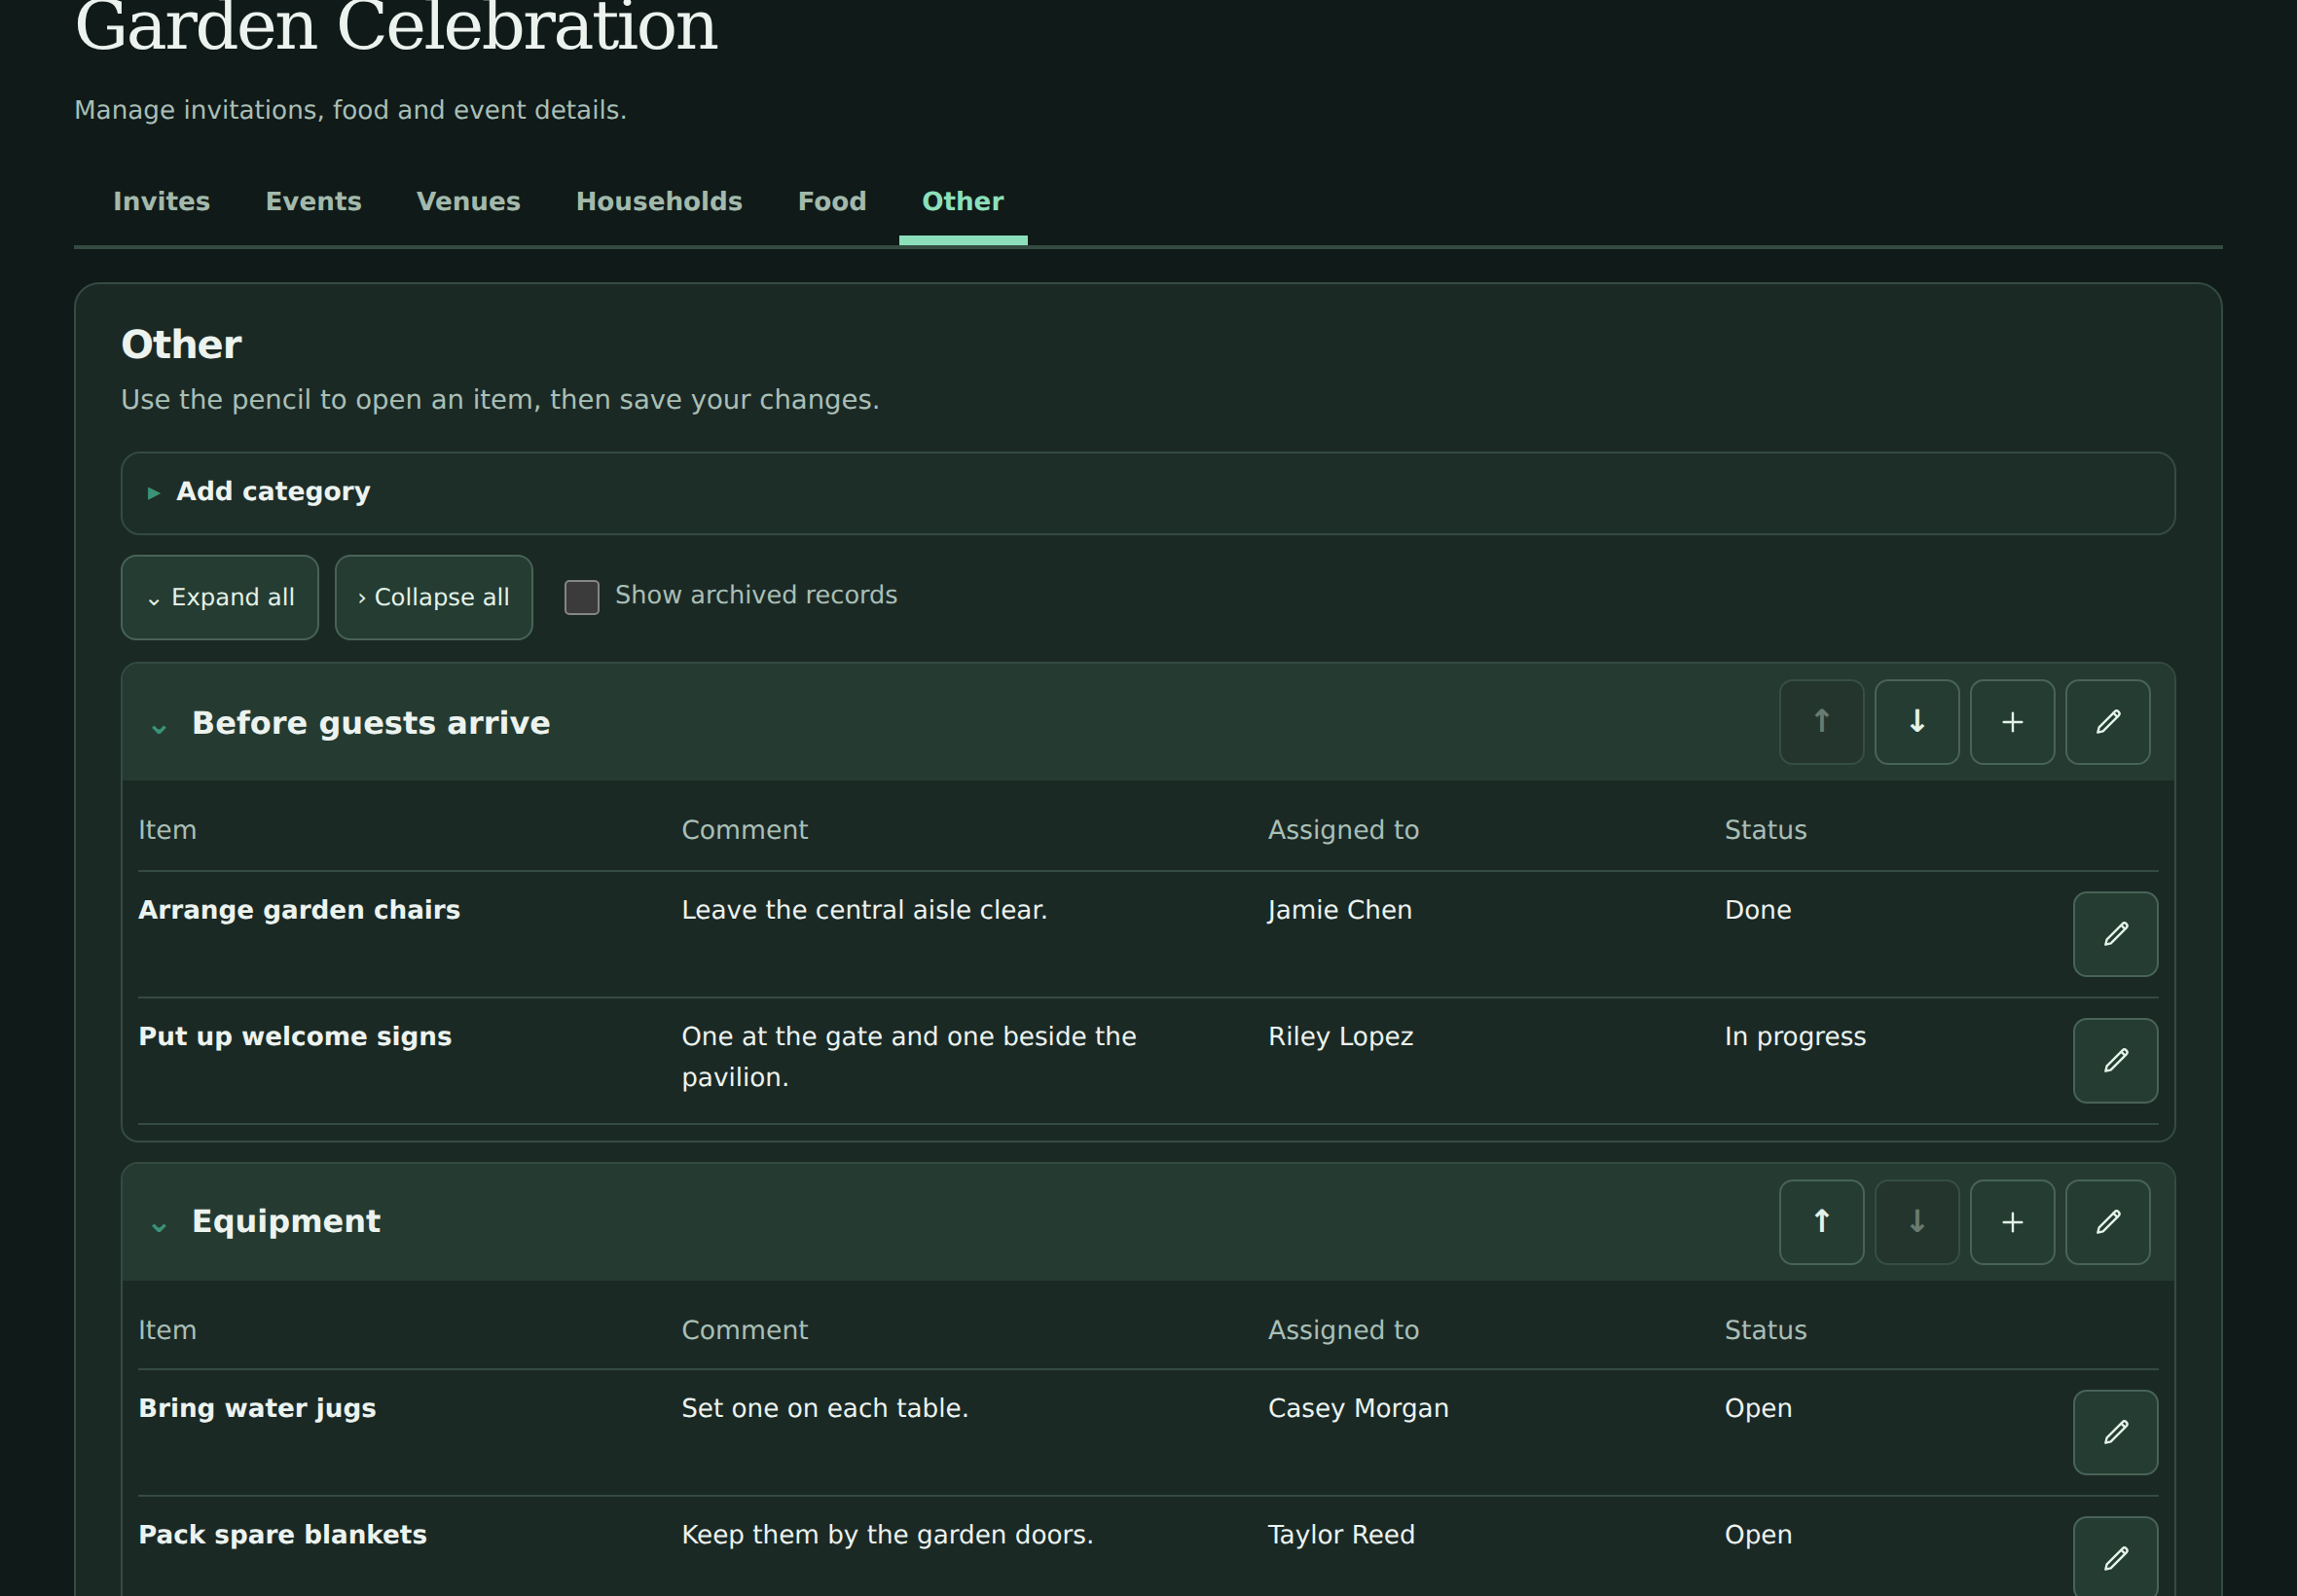 Garden Celebration
Manage invitations, food and event details.
Invites Events Venues Households Food Other
Other
Use the pencil to open an item, then save your changes.
▸ Add category
⌄ Expand all › Collapse all Show archived records
⌄ Before guests arrive ↑ ↓ +
Item Comment Assigned to Status
Arrange garden chairs Leave the central aisle clear. Jamie Chen Done
Put up welcome signs One at the gate and one beside the Riley Lopez In progress
pavilion.
⌄ Equipment ↑ ↓ +
Item Comment Assigned to Status
Bring water jugs Set one on each table. Casey Morgan Open
Pack spare blankets Keep them by the garden doors. Taylor Reed Open